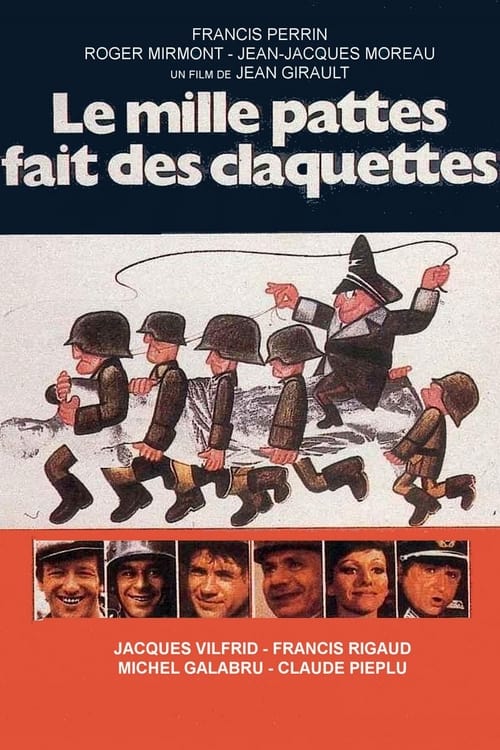 FRANCIS PERRIN
ROGER MIRMONT - JEAN-JACQUES MOREAU
UN FILM DE JEAN GIRAULT
Le mille pattes
fait des claquettes
JACQUES VILFRID - FRANCIS RIGAUD
MICHEL GALABRU - CLAUDE PIEPLU